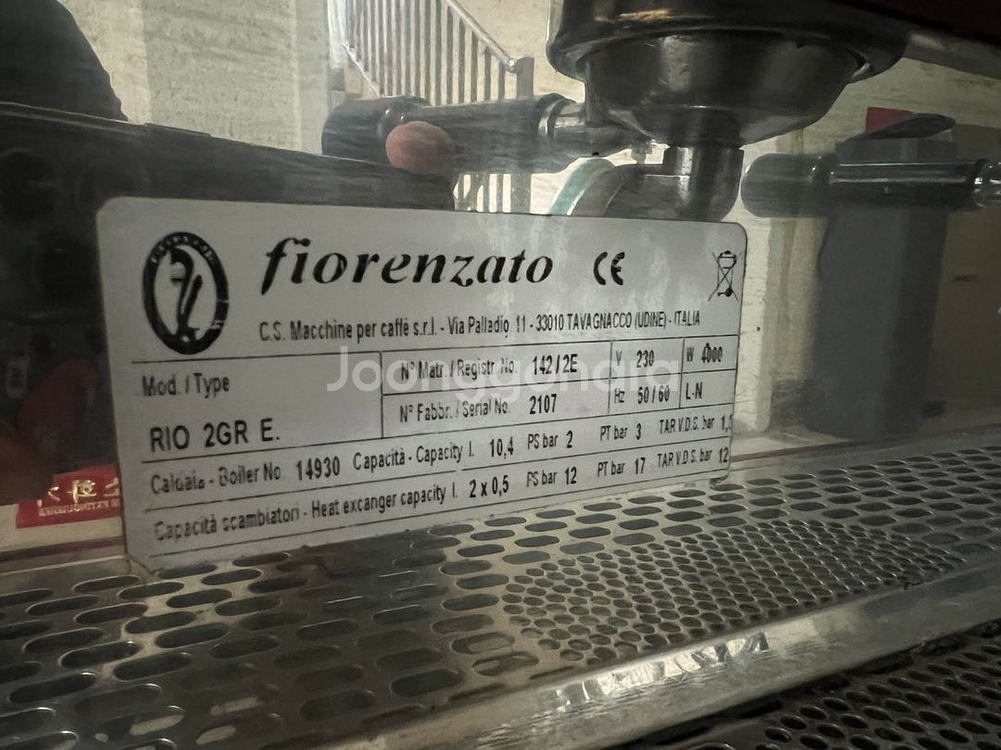 fiorenzato CE
C.S. Macchine per caffè s.r.l. - Via Palladio 11 - 33010 TAVAGNACCO (UDINE) - ITALIA
Mod. / Type
RIO 2GR E.
N° Matr. / Registr. No. 142/2E V 230 W 4000
N° Fabbr. / Serial No. 2107 Hz 50/60 L-N
Caldaia - Boiler No. 14930 Capacità - Capacity l. 10,4 PS bar 2 PT bar 3 TAR V.D.S. bar
Capacità scambiatori - Heat excanger capacity l. 2 x 0,5 PS bar 12 PT bar 17 TAR V.D.S. bar 12
Joonggonara